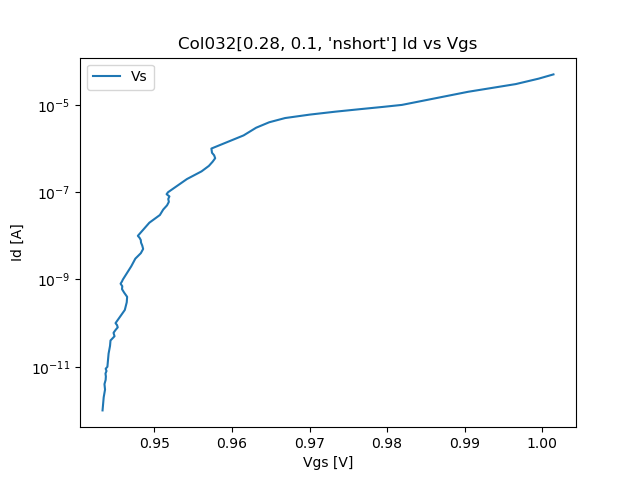 Col032[0.28, 0.1, 'nshort'] Id vs Vgs
Vs
10⁻⁵
10⁻⁷
10⁻⁹
10⁻¹¹
Id [A]
0.95 0.96 0.97 0.98 0.99 1.00
Vgs [V]